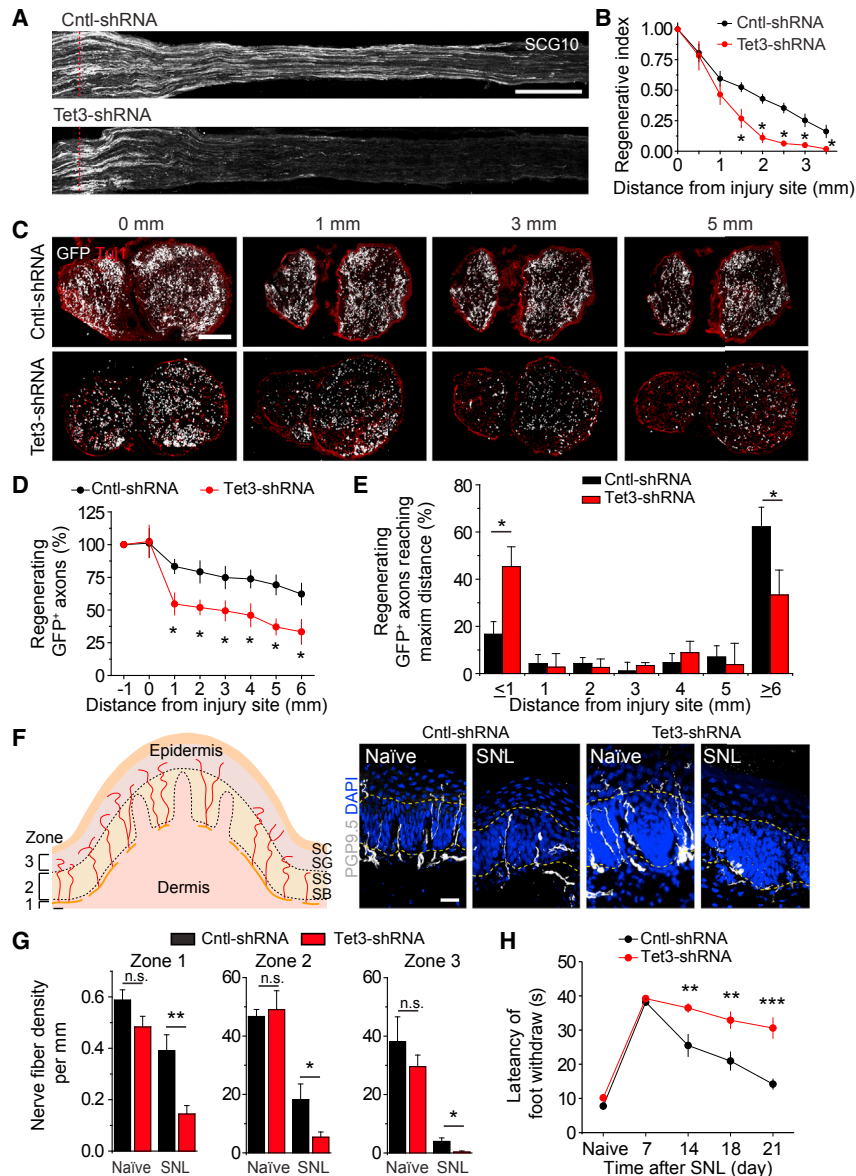 A
Cntl-shRNA
SCG10
Tet3-shRNA
B
Cntl-shRNA
Tet3-shRNA
Regenerative index
1.00
0.75
0.50
0.25
0.00
* * * * *
0 1 2 3
Distance from injury site (mm)
C
0 mm 1 mm 3 mm 5 mm
Cntl-shRNA
GFP Tuj1
Tet3-shRNA
D
Cntl-shRNA Tet3-shRNA
Regenerating
GFP+ axons (%)
125
100
75
50
25
0
* * * * * *
-1 0 1 2 3 4 5 6
Distance from injury site (mm)
E
Cntl-shRNA
Tet3-shRNA
Regenerating
GFP+ axons reaching
maxim distance (%)
80
60
40
20
0
* *
≤1 1 2 3 4 5 ≥6
Distance from injury site (mm)
F
Epidermis
Zone
3
2
1
SC
SG
SS
SB
Dermis
Cntl-shRNA Tet3-shRNA
Naïve SNL Naïve SNL
PGP9.5 DAPI
G
Cntl-shRNA Tet3-shRNA
Zone 1 Zone 2 Zone 3
Nerve fiber density
per mm
0.6
0.4
0.2
0.0
n.s. **
Naïve SNL
60
40
20
0
n.s. *
Naïve SNL
60
40
20
0
n.s. *
Naïve SNL
H
Cntl-shRNA
Tet3-shRNA
Lateancy of
foot withdraw (s)
50
40
30
20
10
0
** ** ***
Naive 7 14 18 21
Time after SNL (day)